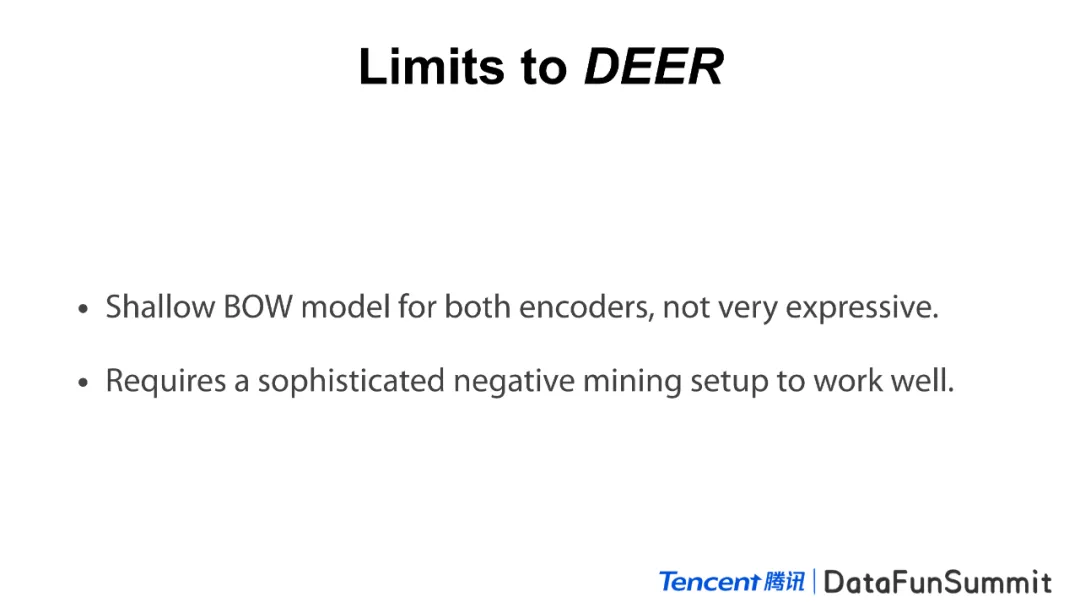 Limits to DEER
• Shallow BOW model for both encoders, not very expressive.
• Requires a sophisticated negative mining setup to work well.
Tencent 腾讯 | DataFunSummit